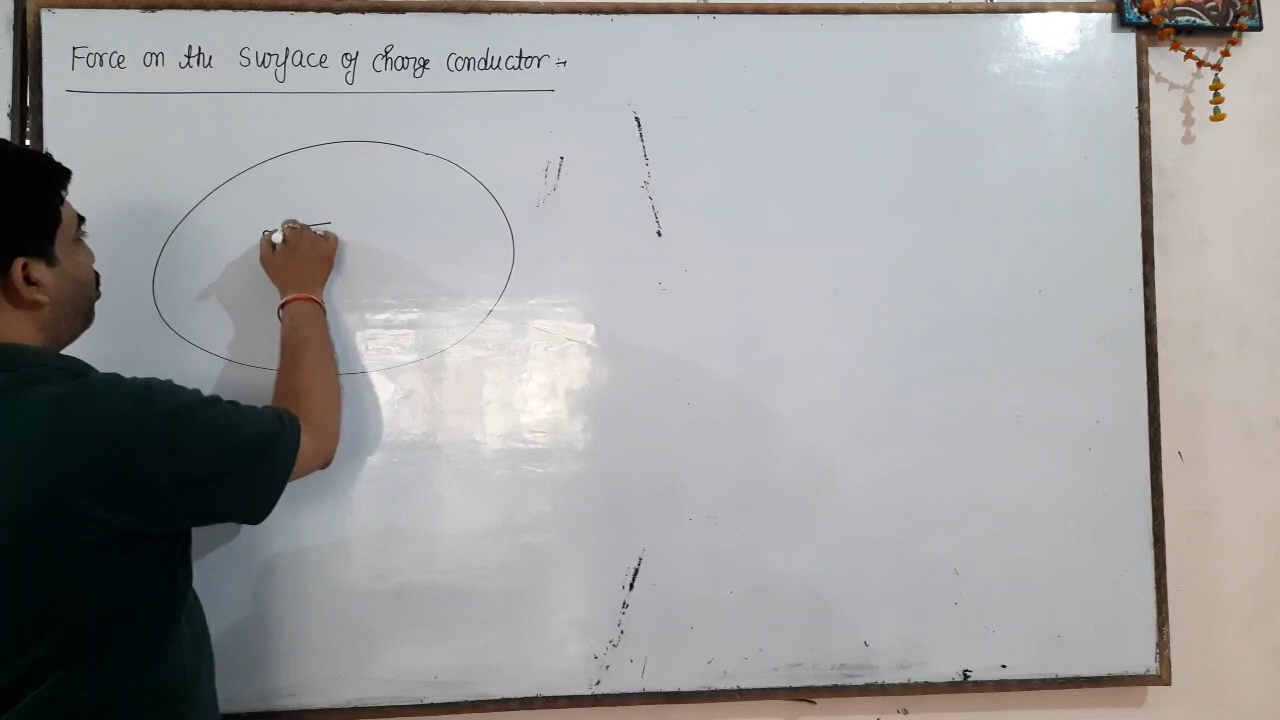 Force on the surface of charge conductor :-